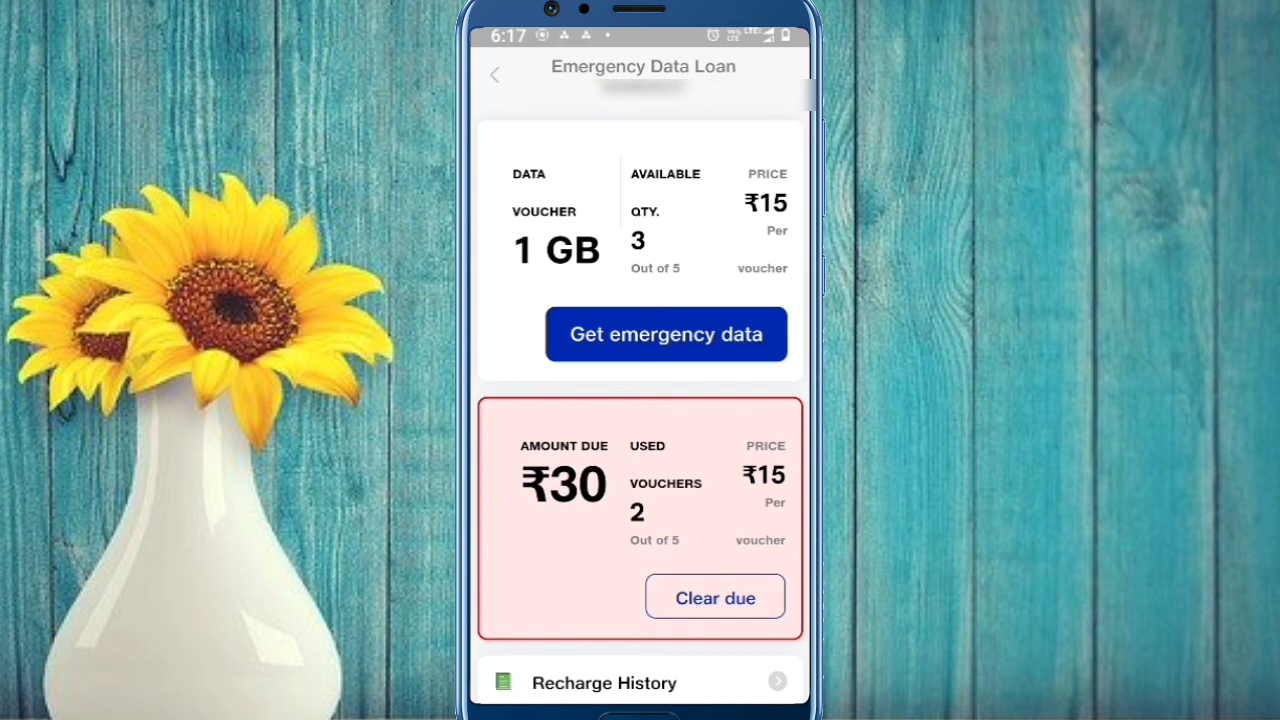 6:17
Emergency Data Loan
DATA
VOUCHER
1 GB
AVAILABLE
QTY.
3
Out of 5
PRICE
₹15
Per
voucher
Get emergency data
AMOUNT DUE
₹30
USED
VOUCHERS
2
Out of 5
PRICE
₹15
Per
voucher
Clear due
Recharge History